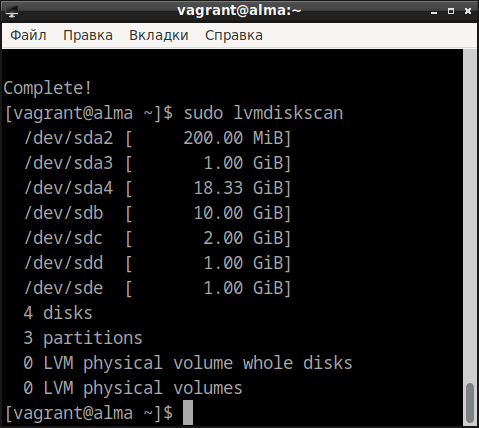 vagrant@alma:~
Файл Правка Вкладки Справка
Complete!
[vagrant@alma ~]$ sudo lvmdiskscan
  /dev/sda2 [     200.00 MiB]
  /dev/sda3 [       1.00 GiB]
  /dev/sda4 [      18.33 GiB]
  /dev/sdb  [      10.00 GiB]
  /dev/sdc  [       2.00 GiB]
  /dev/sdd  [       1.00 GiB]
  /dev/sde  [       1.00 GiB]
  4 disks
  3 partitions
  0 LVM physical volume whole disks
  0 LVM physical volumes
[vagrant@alma ~]$